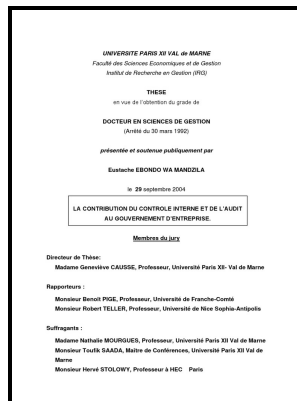 UNIVERSITE PARIS XII VAL de MARNE
Faculté des Sciences Economiques et de Gestion
Institut de Recherche en Gestion (IRG)
THESE
en vue de l'obtention du grade de
DOCTEUR EN SCIENCES DE GESTION
(Arrêté du 30 mars 1992)
présentée et soutenue publiquement par
Eustache EBONDO WA MANDZILA
le 29 septembre 2004
LA CONTRIBUTION DU CONTROLE INTERNE ET DE L'AUDIT
AU GOUVERNEMENT D'ENTREPRISE.
Membres du jury
Directeur de Thèse:
Madame Geneviève CAUSSE, Professeur, Université Paris XII- Val de Marne
Rapporteurs :
Monsieur Benoît PIGE, Professeur, Université de Franche-Comté
Monsieur Robert TELLER, Professeur, Université de Nice Sophia-Antipolis
Suffragants :
Madame Nathalie MOURGUES, Professeur, Université Paris XII Val de Marne
Monsieur Toufik SAADA, Maître de Conférences, Université Paris XII Val de
Marne
Monsieur Hervé STOLOWY, Professeur à HEC Paris